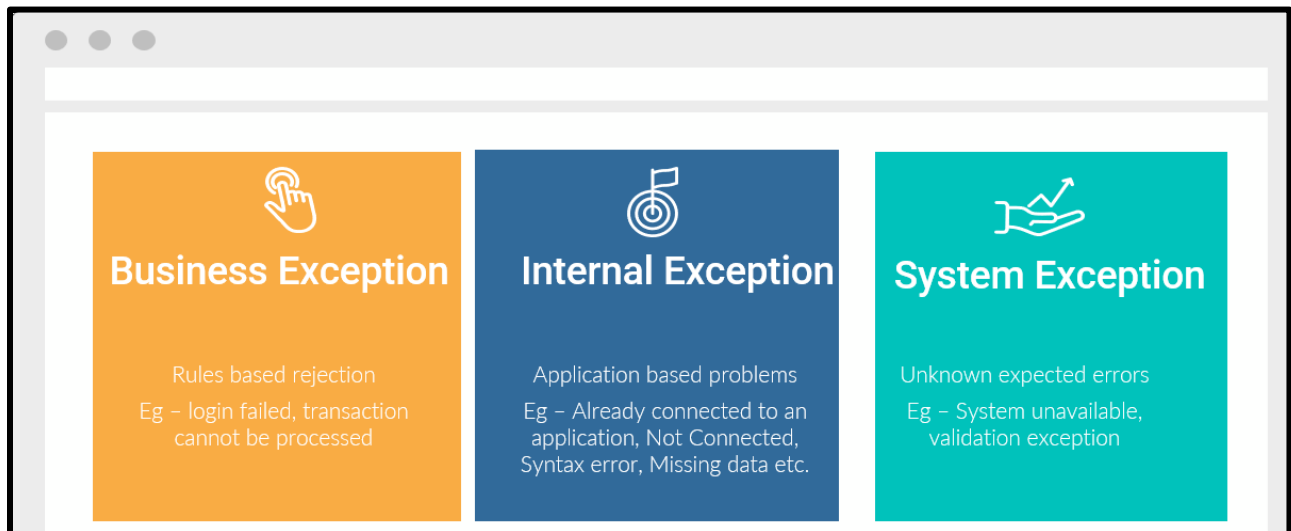 Business Exception
Rules based rejection
Eg – login failed, transaction
cannot be processed
Internal Exception
Application based problems
Eg – Already connected to an
application, Not Connected,
Syntax error, Missing data etc.
System Exception
Unknown expected errors
Eg – System unavailable,
validation exception